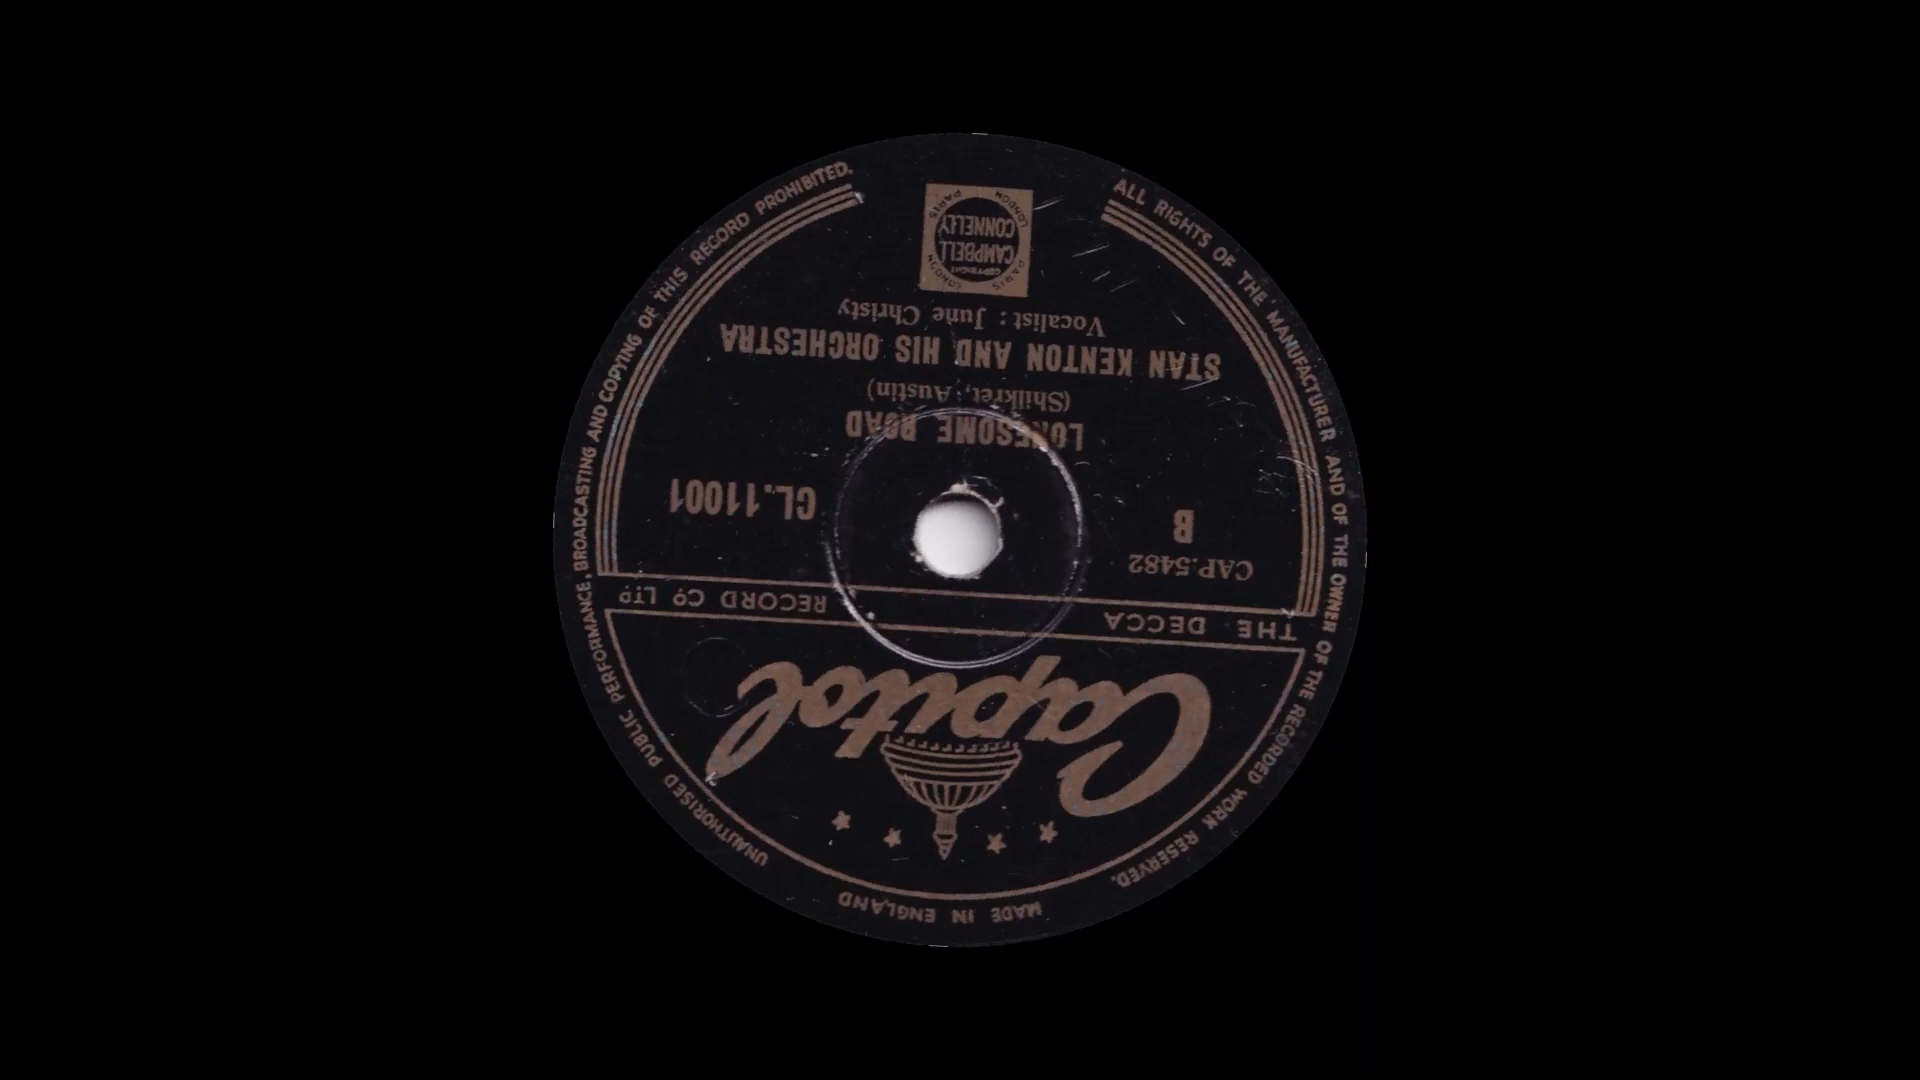 MADE IN ENGLAND
Capitol
THE DECCA RECORD Cº LTD
CAP.5482
B
CL.11001
LONESOME ROAD
(Shilkret, Austin)
STAN KENTON AND HIS ORCHESTRA
Vocalist : June Christy
LONDON PARIS
COPYRIGHT
CAMPBELL
CONNELLY
LONDON PARIS
ALL RIGHTS OF THE MANUFACTURER AND OF THE OWNER OF THE RECORDED WORK RESERVED.
UNAUTHORISED PUBLIC PERFORMANCE, BROADCASTING AND COPYING OF THIS RECORD PROHIBITED.